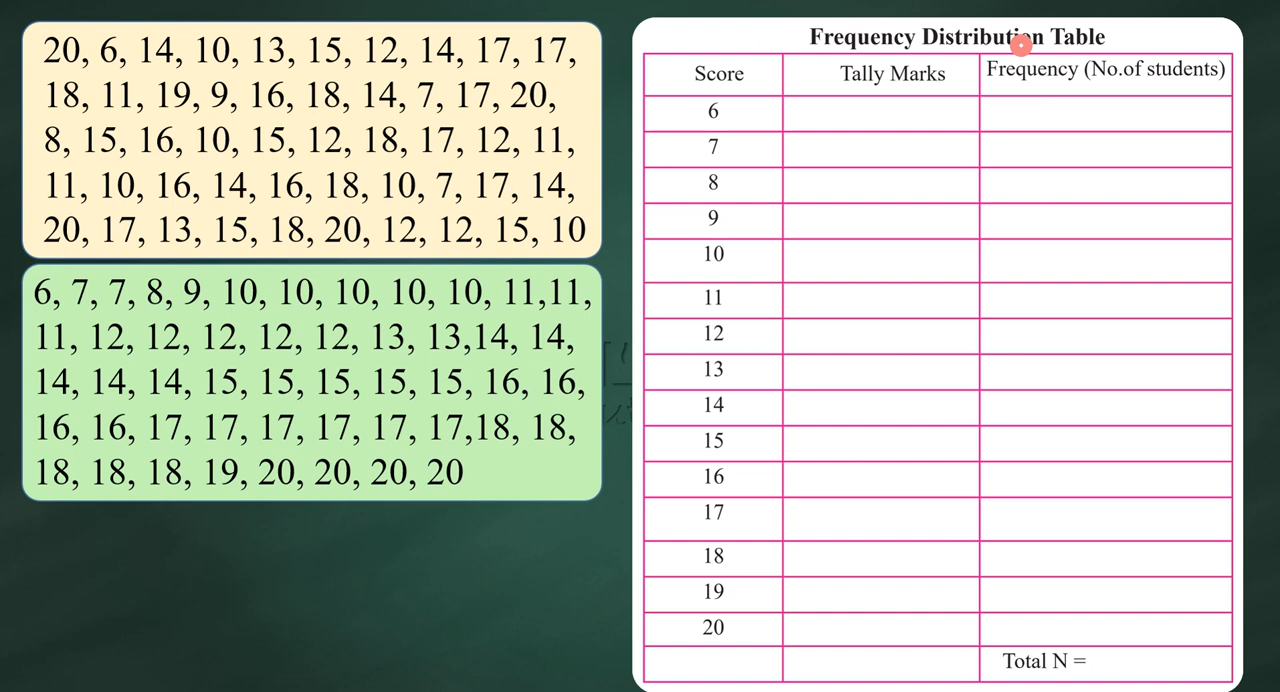 20, 6, 14, 10, 13, 15, 12, 14, 17, 17,
18, 11, 19, 9, 16, 18, 14, 7, 17, 20,
8, 15, 16, 10, 15, 12, 18, 17, 12, 11,
11, 10, 16, 14, 16, 18, 10, 7, 17, 14,
20, 17, 13, 15, 18, 20, 12, 12, 15, 10
6, 7, 7, 8, 9, 10, 10, 10, 10, 10, 11,11,
11, 12, 12, 12, 12, 12, 13, 13,14, 14,
14, 14, 14, 15, 15, 15, 15, 15, 16, 16,
16, 16, 17, 17, 17, 17, 17, 17,18, 18,
18, 18, 18, 19, 20, 20, 20, 20
Frequency Distribution Table
Score Tally Marks Frequency (No.of students)
6
7
8
9
10
11
12
13
14
15
16
17
18
19
20
Total N =